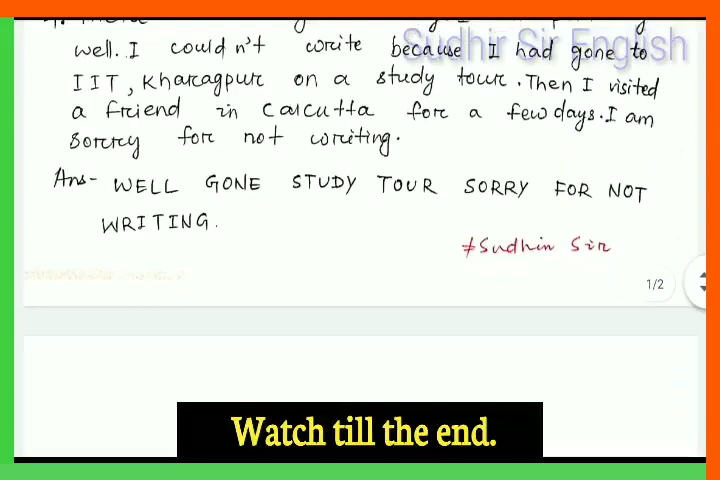 Sudhir Sir English
well. I could n't write because I had gone to
IIT, Kharagpur on a study tour. Then I visited
a friend in Calcutta for a few days. I am
sorry for not writing.
Ans- WELL GONE STUDY TOUR SORRY FOR NOT
WRITING.
#Sudhin Sir
1/2
Watch till the end.